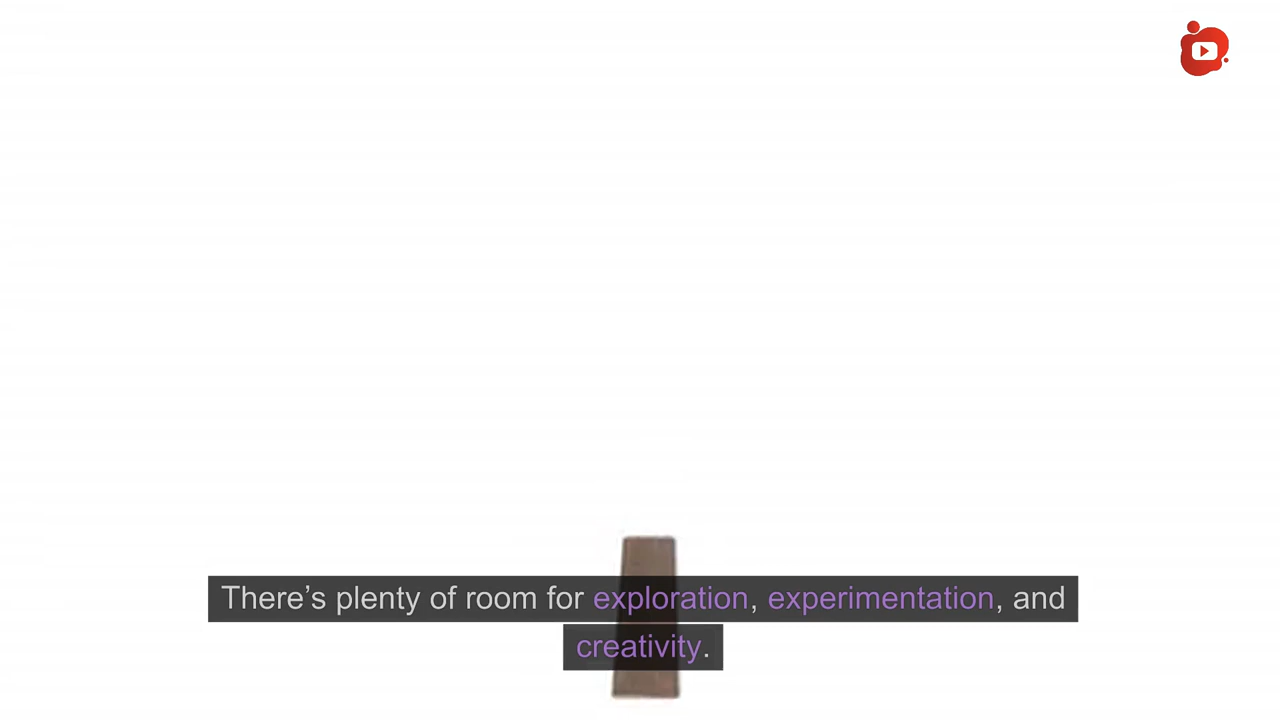 There’s plenty of room for exploration, experimentation, and
creativity.